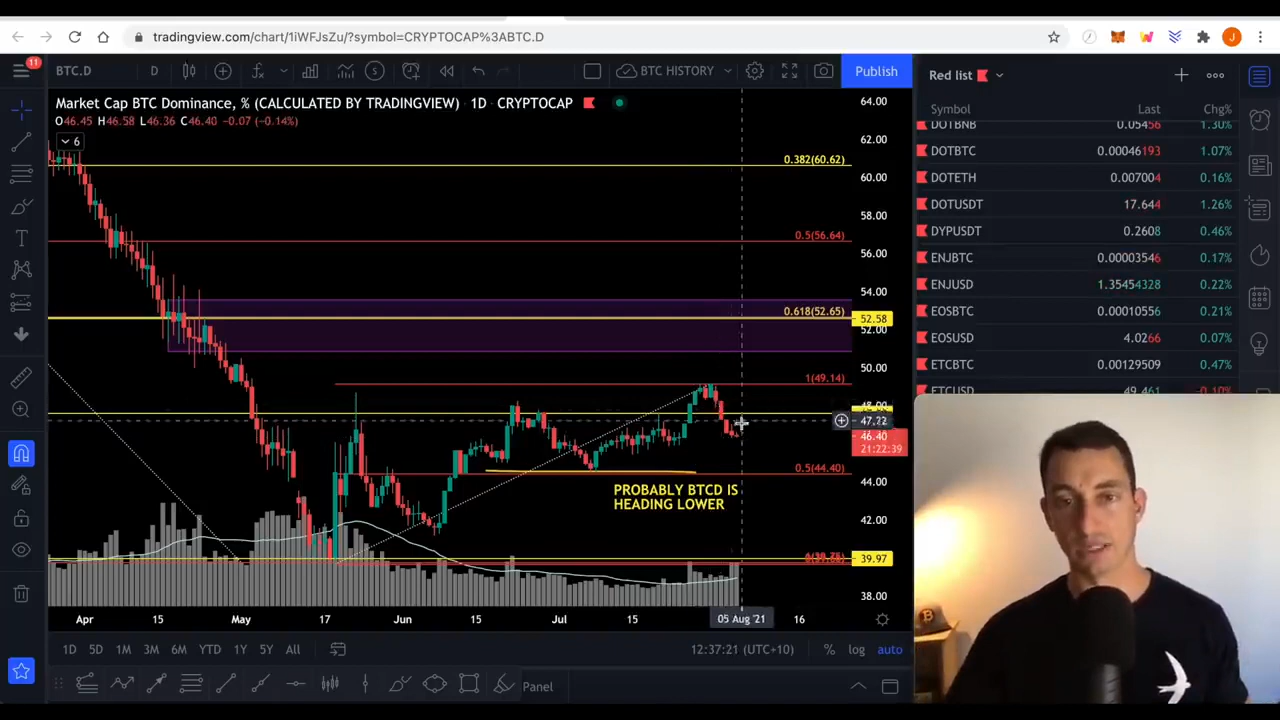 tradingview.com/chart/1iWFJsZu/?symbol=CRYPTOCAP%3ABTC.D
J
11
BTC.D
D
BTC HISTORY
Publish
Red list
Market Cap BTC Dominance, % (CALCULATED BY TRADINGVIEW) · 1D · CRYPTOCAP
O46.45 H46.58 L46.36 C46.40 -0.07 (-0.14%)
6
Symbol Last Chg%
DOTBNB 0.05456 1.30%
DOTBTC 0.00046193 1.07%
DOTETH 0.007004 0.16%
DOTUSDT 17.644 1.26%
DYPUSDT 0.2608 0.46%
ENJBTC 0.00003546 0.17%
ENJUSD 1.35454328 0.22%
EOSBTC 0.00010556 0.21%
EOSUSD 4.0266 0.07%
ETCBTC 0.00129509 0.47%
ETCUSD 49.461 -0.10%
64.00
62.00
0.382(60.62)
60.00
58.00
0.5(56.64)
56.00
54.00
0.618(52.65)
52.58
52.00
50.00
1(49.14)
48.00
47.22
46.40
21:22:39
0.5(44.40)
44.00
PROBABLY BTCD IS
HEADING LOWER
42.00
39.97
38.00
Apr 15 May 17 Jun 15 Jul 15 05 Aug '21 16
1D 5D 1M 3M 6M YTD 1Y 5Y All
12:37:21 (UTC+10) % log auto
Panel